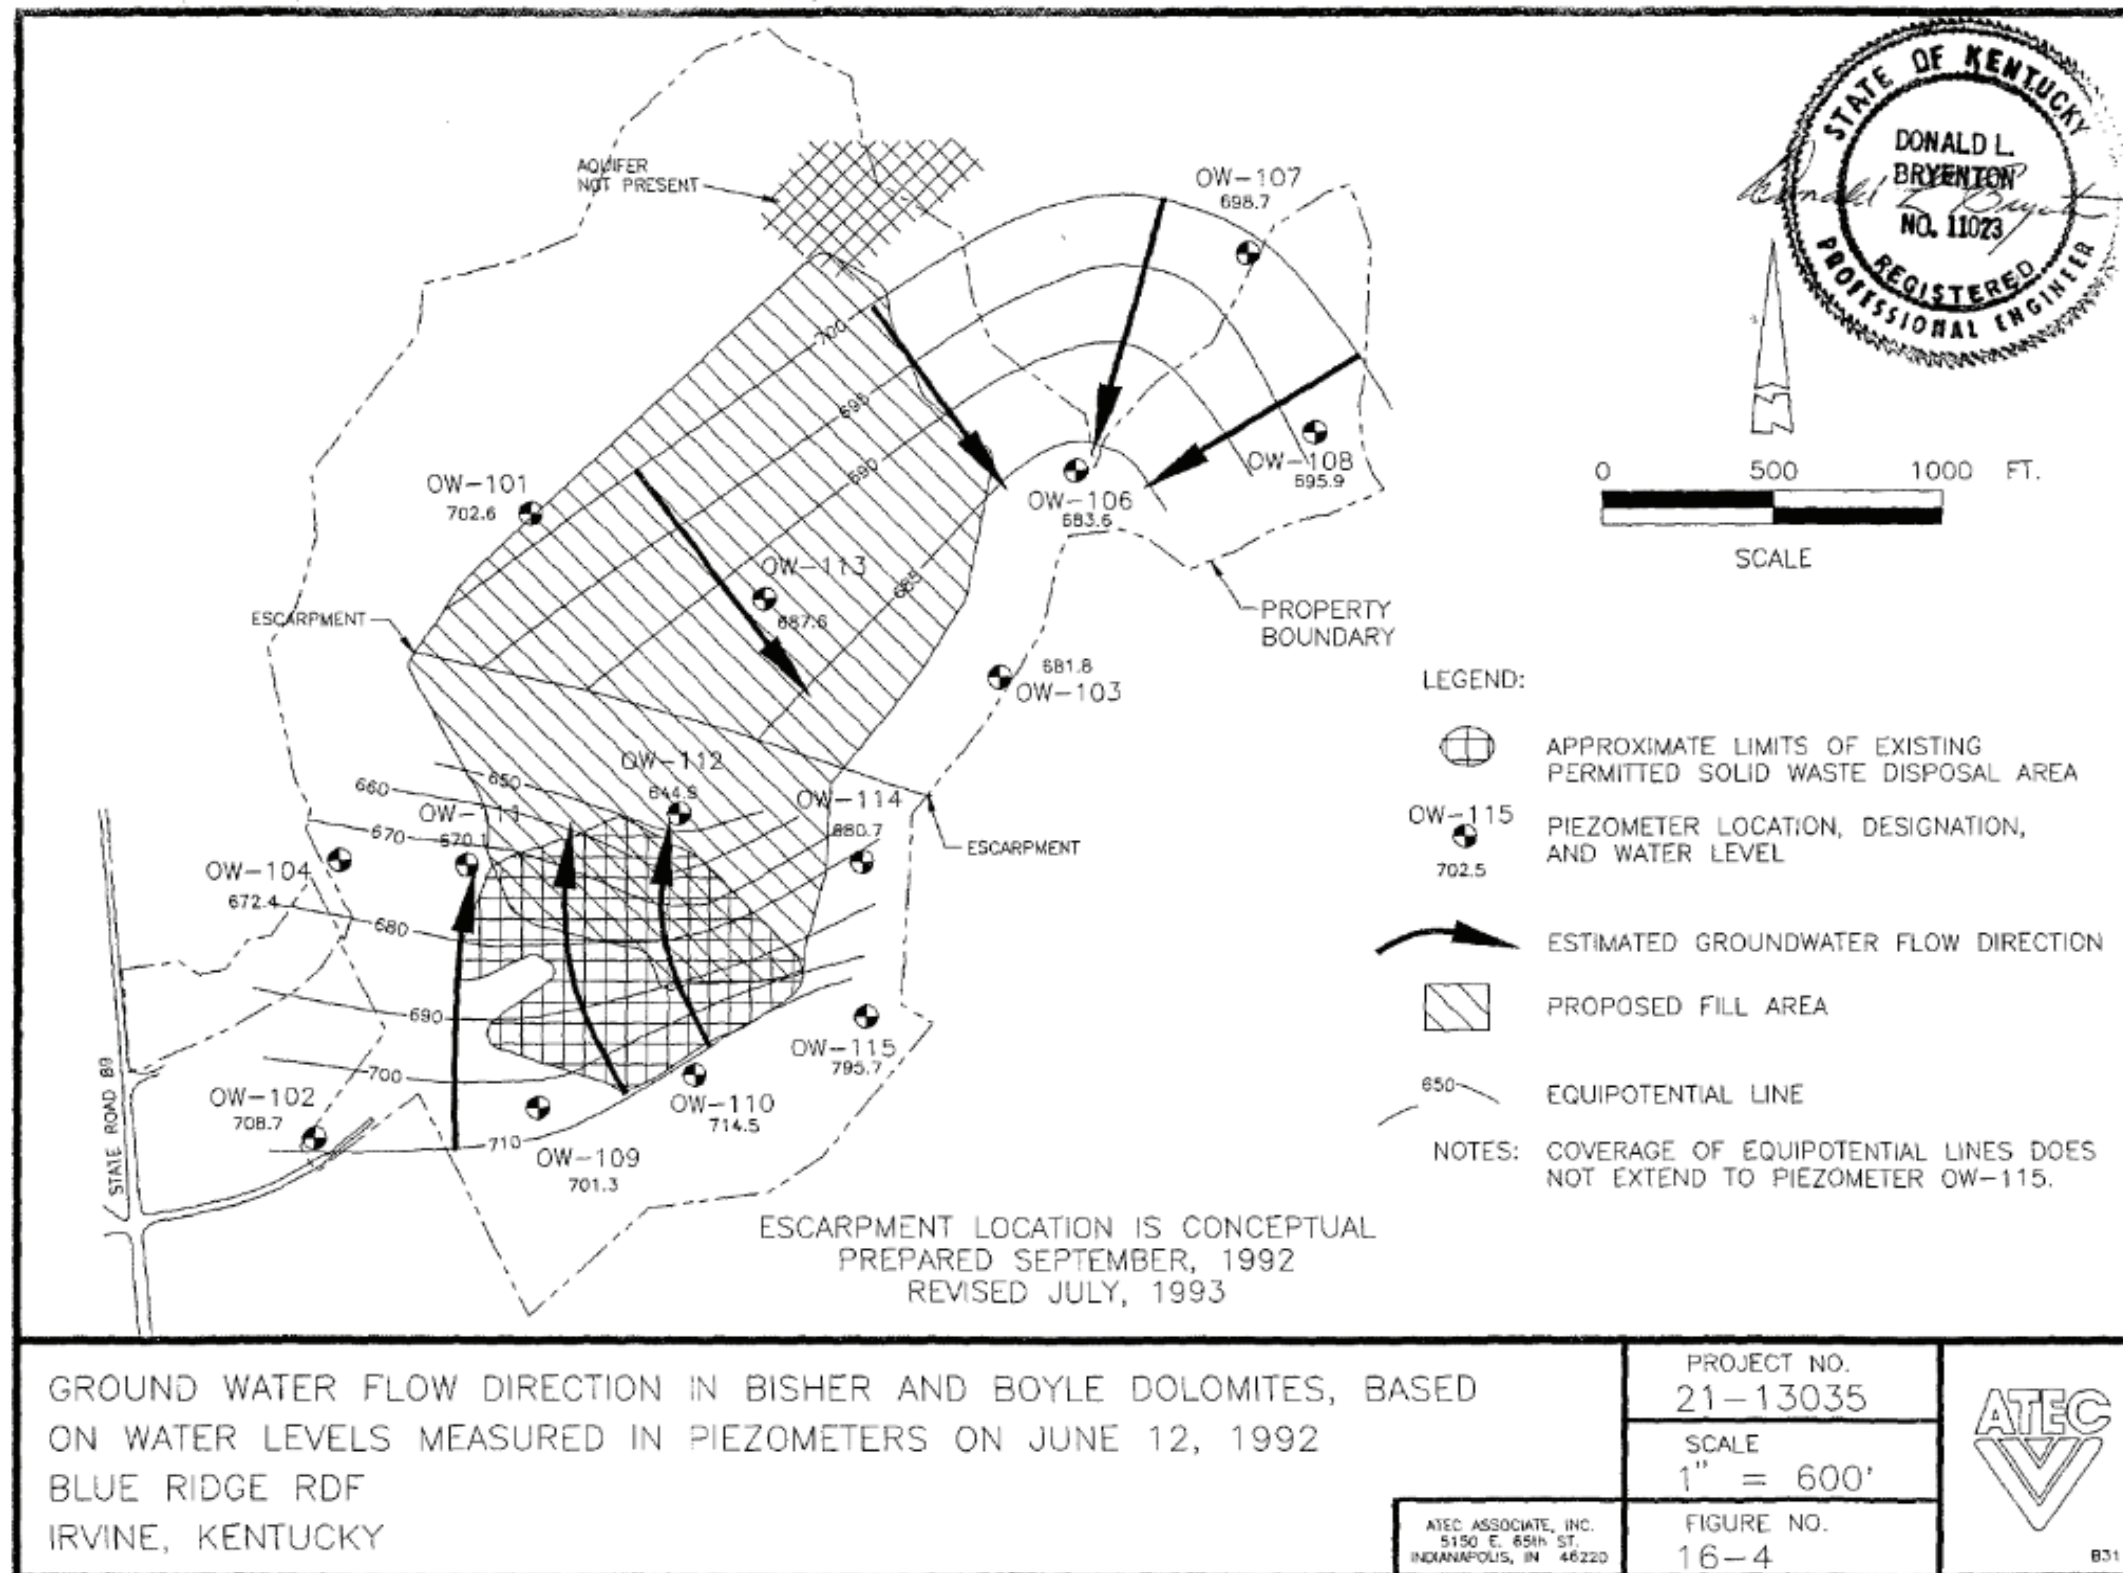 STATE OF KENTUCKY
DONALD L.
BRYENTON
NO. 11023
REGISTERED
PROFESSIONAL ENGINEER
AQUIFER
NOT PRESENT
OW-107
698.7
N
0 500 1000 FT.
SCALE
700
695
690
685
OW-101
702.6
OW-108
695.9
OW-106
683.6
OW-113
687.6
ESCARPMENT
PROPERTY
BOUNDARY
681.8
OW-103
OW-112
644.9
650
660
OW-111
670.1
670
OW-114
680.7
ESCARPMENT
OW-104
672.4
680
690
OW-115
795.7
700
OW-102
708.7
OW-110
714.5
710
OW-109
701.3
STATE ROAD 89
LEGEND:
APPROXIMATE LIMITS OF EXISTING
PERMITTED SOLID WASTE DISPOSAL AREA
OW-115
702.5
PIEZOMETER LOCATION, DESIGNATION,
AND WATER LEVEL
ESTIMATED GROUNDWATER FLOW DIRECTION
PROPOSED FILL AREA
650
EQUIPOTENTIAL LINE
NOTES: COVERAGE OF EQUIPOTENTIAL LINES DOES
NOT EXTEND TO PIEZOMETER OW-115.
ESCARPMENT LOCATION IS CONCEPTUAL
PREPARED SEPTEMBER, 1992
REVISED JULY, 1993
GROUND WATER FLOW DIRECTION IN BISHER AND BOYLE DOLOMITES, BASED
ON WATER LEVELS MEASURED IN PIEZOMETERS ON JUNE 12, 1992
BLUE RIDGE RDF
IRVINE, KENTUCKY
ATEC ASSOCIATE, INC.
5150 E. 65th ST.
INDIANAPOLIS, IN 46220
PROJECT NO.
21-13035
SCALE
1" = 600'
FIGURE NO.
16-4
ATEC
831